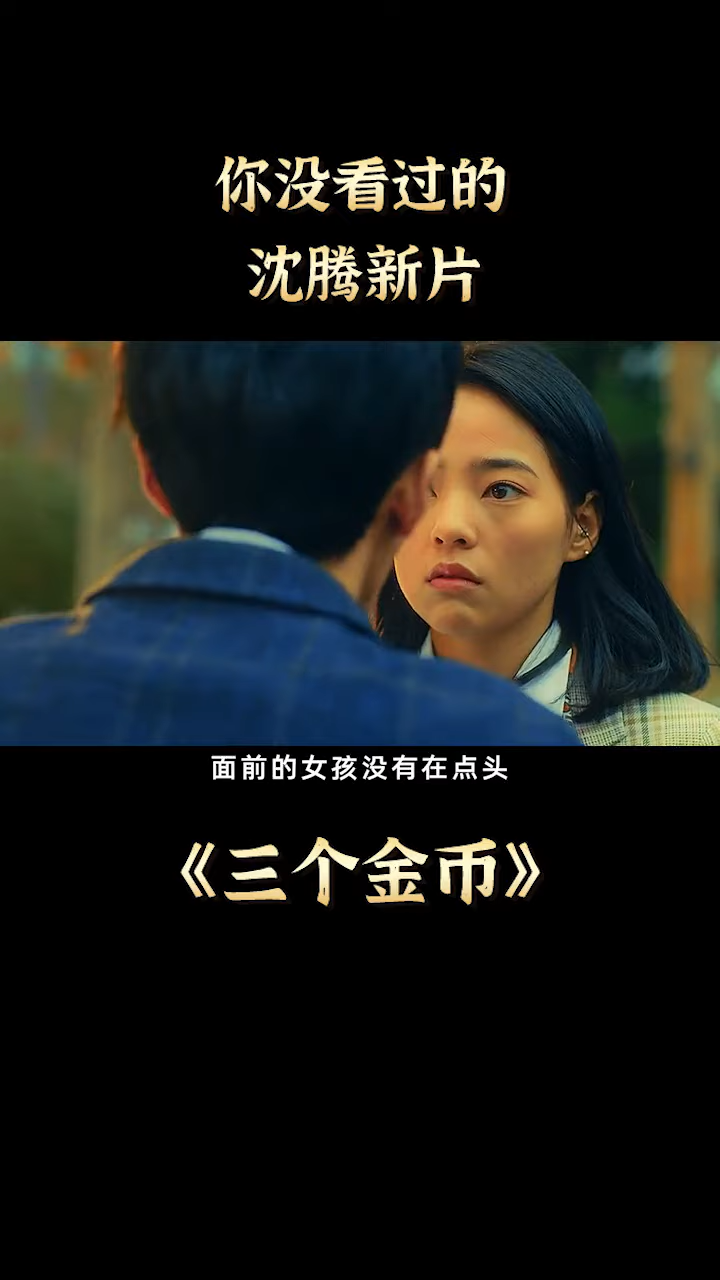 你没看过的
沈腾新片
面前的女孩没有在点头
《三个金币》